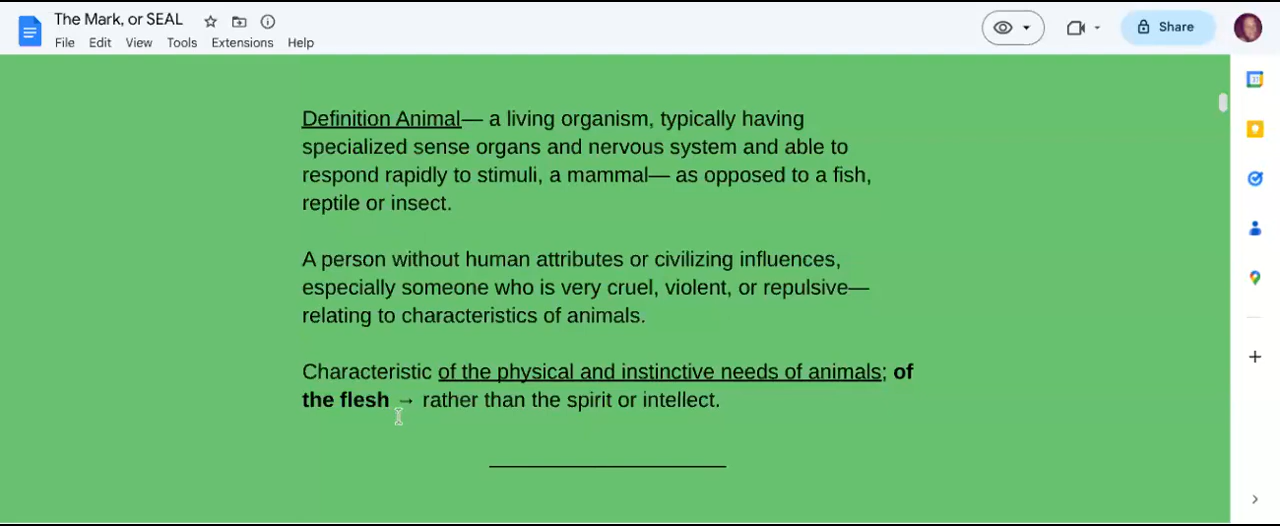 The Mark, or SEAL
File Edit View Tools Extensions Help
Share
Definition Animal— a living organism, typically having
specialized sense organs and nervous system and able to
respond rapidly to stimuli, a mammal— as opposed to a fish,
reptile or insect.
A person without human attributes or civilizing influences,
especially someone who is very cruel, violent, or repulsive—
relating to characteristics of animals.
Characteristic of the physical and instinctive needs of animals; of
the flesh → rather than the spirit or intellect.